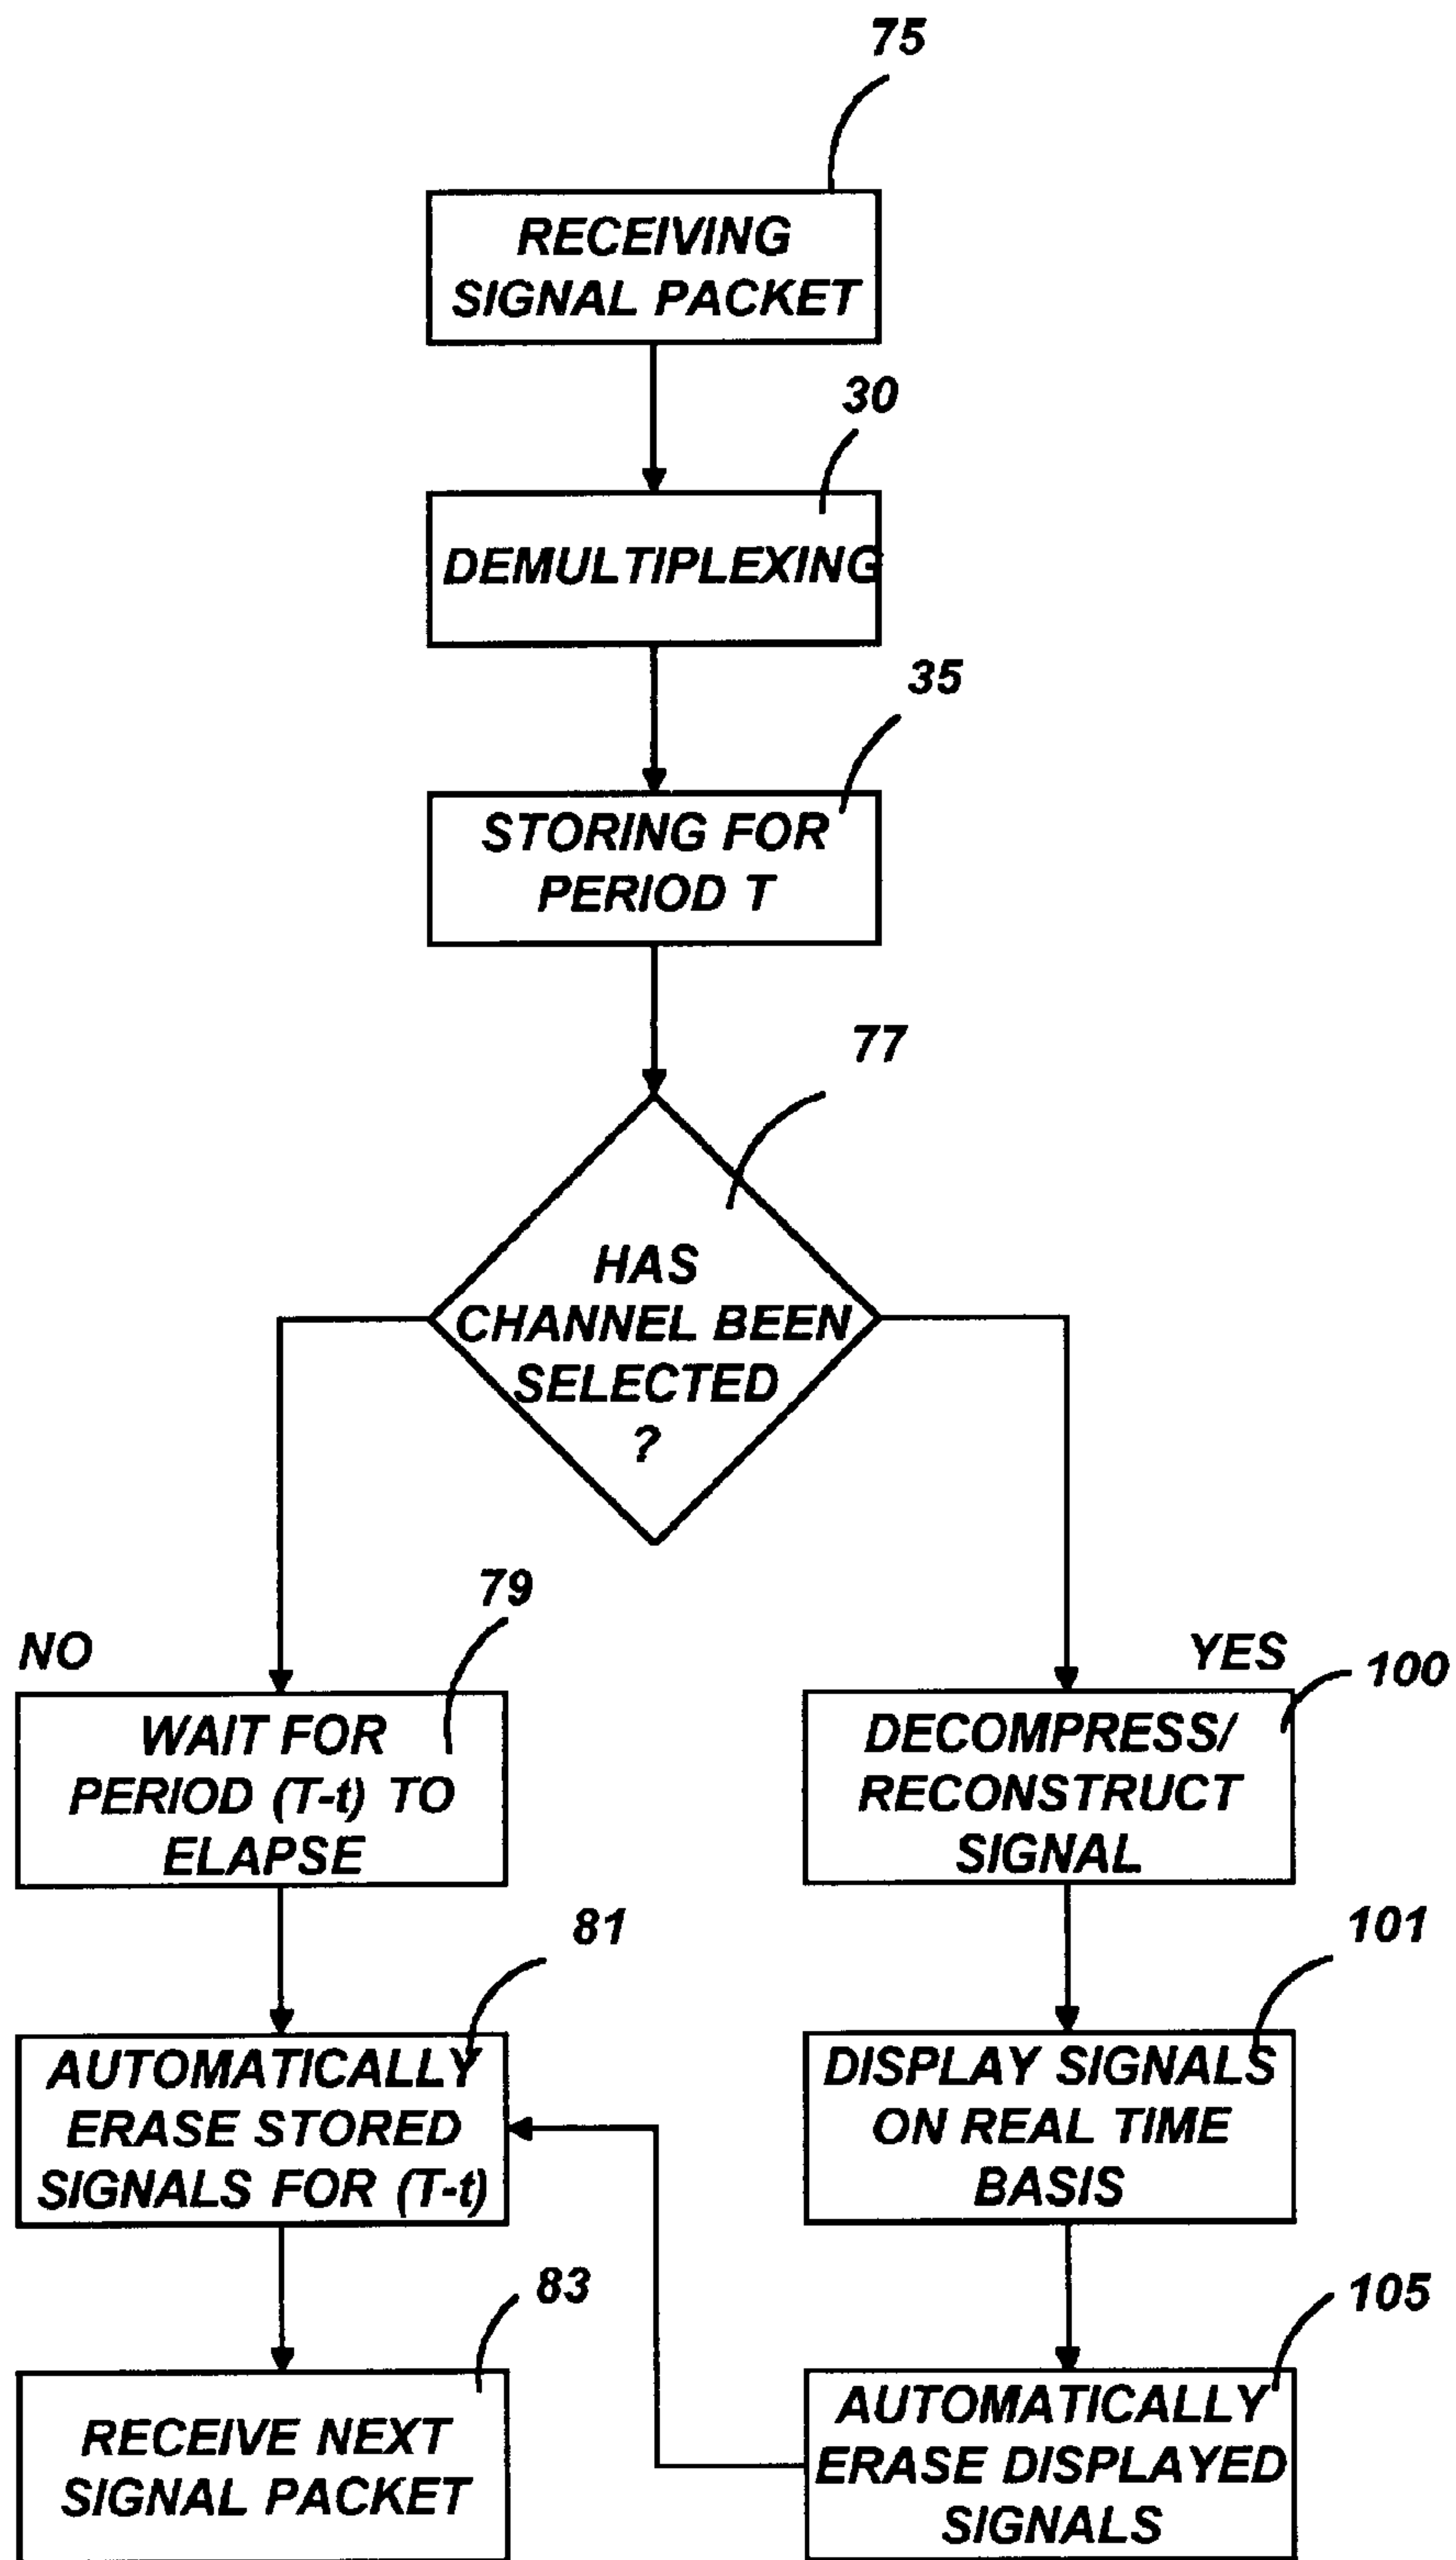 75
RECEIVING
SIGNAL PACKET
30
DEMULTIPLEXING
35
STORING FOR
PERIOD T
77
HAS
CHANNEL BEEN
SELECTED
?
NO
79
WAIT FOR
PERIOD (T-t) TO
ELAPSE
YES
100
DECOMPRESS/
RECONSTRUCT
SIGNAL
81
AUTOMATICALLY
ERASE STORED
SIGNALS FOR (T-t)
101
DISPLAY SIGNALS
ON REAL TIME
BASIS
83
RECEIVE NEXT
SIGNAL PACKET
105
AUTOMATICALLY
ERASE DISPLAYED
SIGNALS